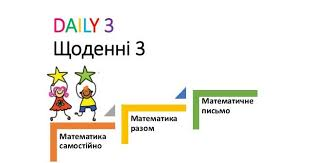 DAILY 3
Щоденні 3
Математичне
письмо
Математика
разом
Математика
самостійно